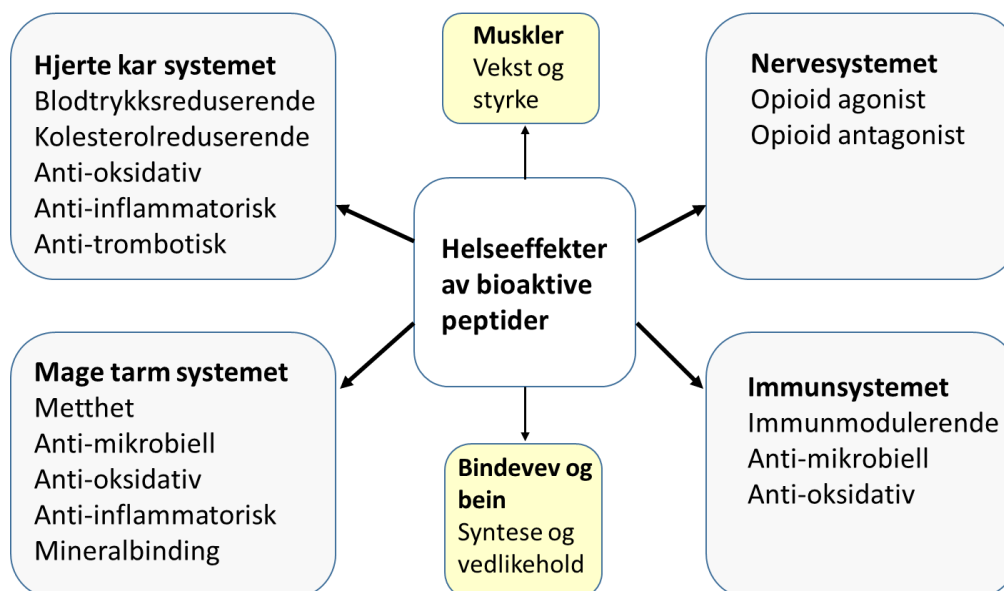 Hjerte kar systemet
Blodtrykksreduserende
Kolesterolreduserende
Anti-oksidativ
Anti-inflammatorisk
Anti-trombotisk
Muskler
Vekst og
styrke
Nervesystemet
Opioid agonist
Opioid antagonist
Helseeffekter
av bioaktive
peptider
Mage tarm systemet
Metthet
Anti-mikrobiell
Anti-oksidativ
Anti-inflammatorisk
Mineralbinding
Bindevev og
bein
Syntese og
vedlikehold
Immunsystemet
Immunmodulerende
Anti-mikrobiell
Anti-oksidativ